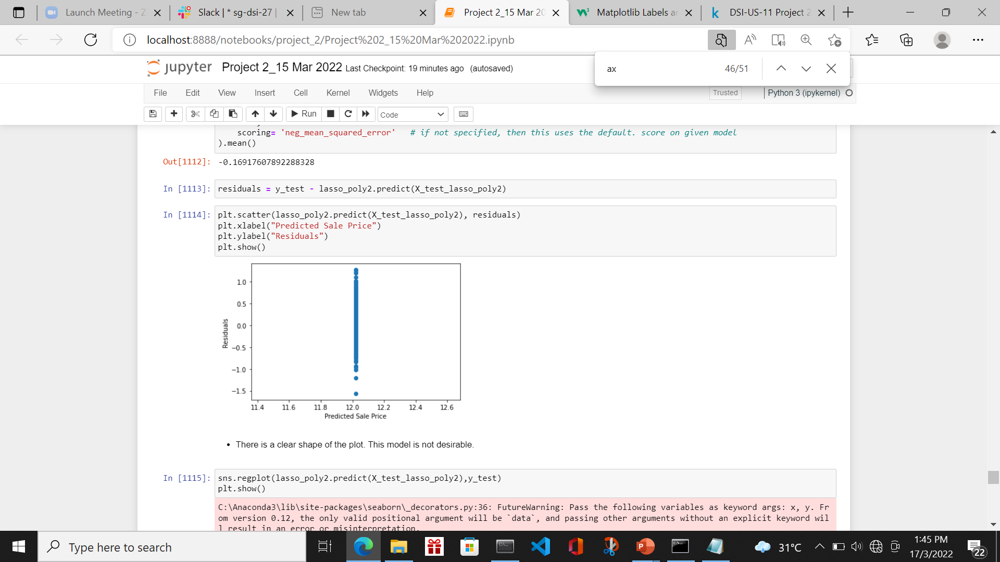 Launch Meeting - Z
Slack | * sg-dsi-27 |
New tab
Project 2_15 Mar 20
Matplotlib Labels a
DSI-US-11 Project 2
localhost:8888/notebooks/project_2/Project%202_15%20Mar%202022.ipynb
ax 46/51
jupyter Project 2_15 Mar 2022 Last Checkpoint: 19 minutes ago (autosaved)
File Edit View Insert Cell Kernel Widgets Help Trusted Python 3 (ipykernel)
Run Code
scoring= 'neg_mean_squared_error' # if not specified, then this uses the default. score on given model
).mean()
Out[1112]: -0.16917607892288328
In [1113]: residuals = y_test - lasso_poly2.predict(X_test_lasso_poly2)
In [1114]: plt.scatter(lasso_poly2.predict(X_test_lasso_poly2), residuals)
plt.xlabel("Predicted Sale Price")
plt.ylabel("Residuals")
plt.show()
1.0
0.5
0.0
−0.5
−1.0
−1.5
Residuals
11.4 11.6 11.8 12.0 12.2 12.4 12.6
Predicted Sale Price
• There is a clear shape of the plot. This model is not desirable.
In [1115]: sns.regplot(lasso_poly2.predict(X_test_lasso_poly2),y_test)
plt.show()
C:\Anaconda3\lib\site-packages\seaborn\_decorators.py:36: FutureWarning: Pass the following variables as keyword args: x, y. Fr
om version 0.12, the only valid positional argument will be `data`, and passing other arguments without an explicit keyword wil
l result in an error or misinterpretation.
Type here to search
31°C
1:45 PM
17/3/2022
22